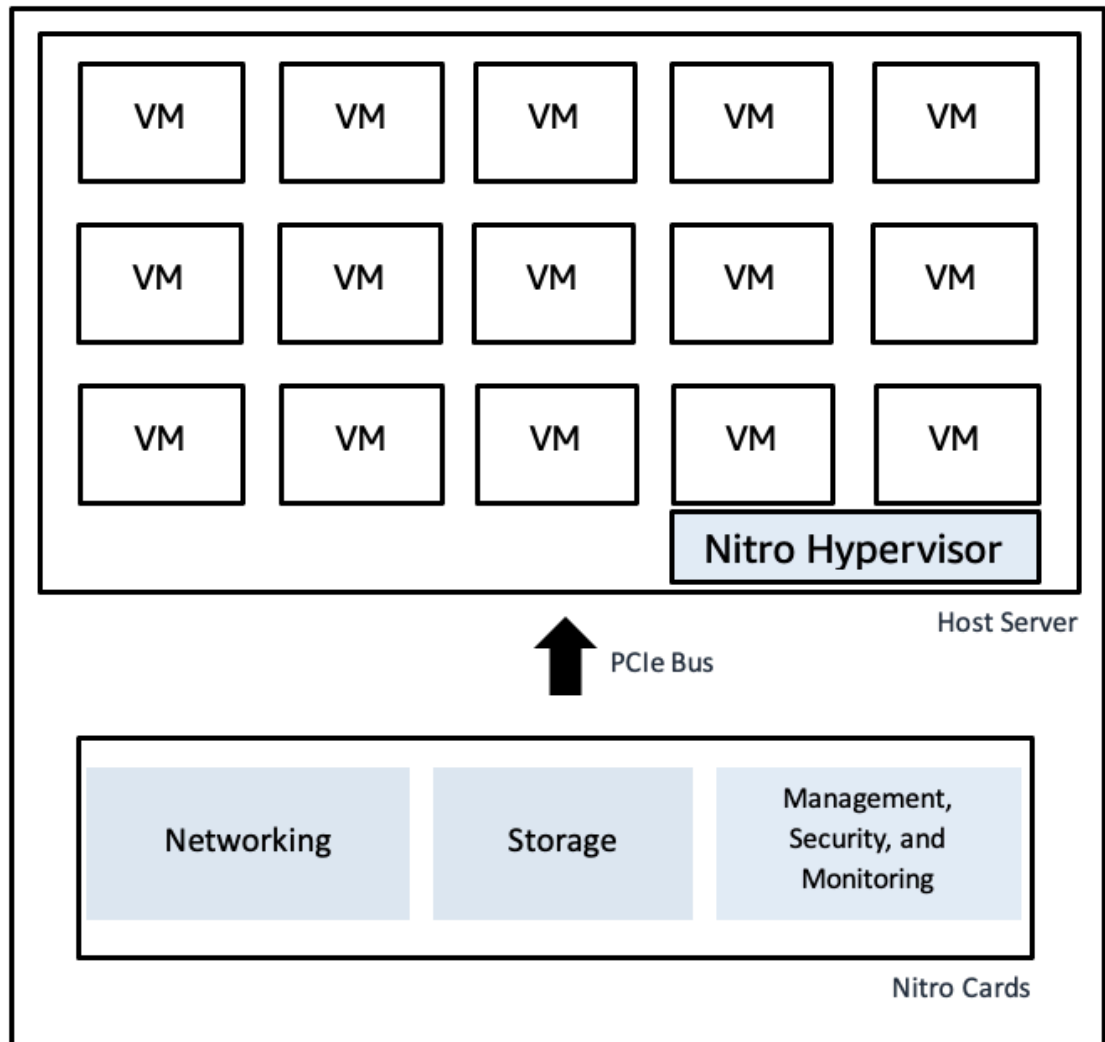 VM VM VM VM VM
VM VM VM VM VM
VM VM VM VM VM
Nitro Hypervisor
Host Server
PCIe Bus
Networking
Storage
Management,
Security, and
Monitoring
Nitro Cards